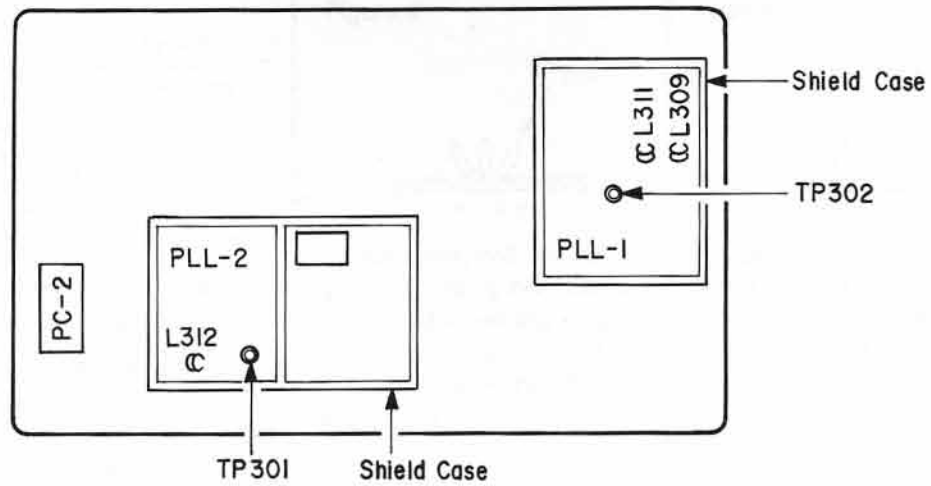 Shield Case
L311
L309
TP302
PLL-1
PLL-2
PC-2
L312
TP301
Shield Case